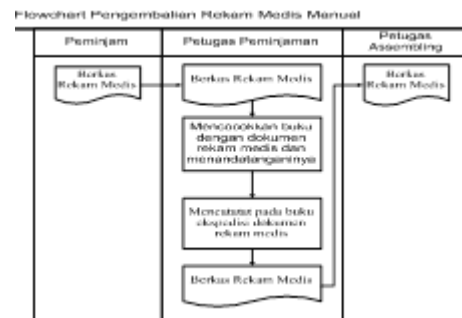 Flowchart Pengembalian Rekam Medis Manual
Peminjam
Petugas Peminjaman
Petugas
Assembling
Berkas
Rekam Medis
Berkas Rekam Medis
Berkas
Rekam Medis
Mencocokkan buku
dengan dokumen
rekam medis dan
menandatanganinya
Mencatatat pada buku
ekspedisi dokumen
rekam medis
Berkas Rekam Medis